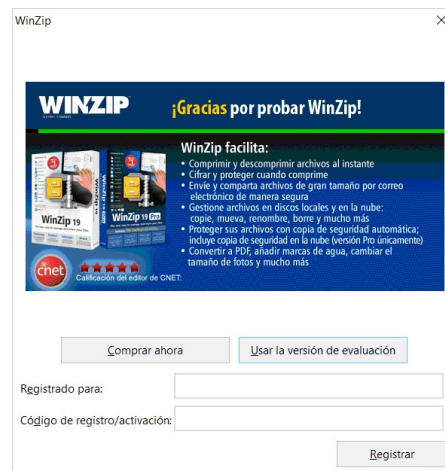 WinZip
WINZIP
¡Gracias por probar WinZip!
WinZip facilita:
• Comprimir y descomprimir archivos al instante
• Cifrar y proteger cuando comprime
• Envíe y comparta archivos de gran tamaño por correo
electrónico de manera segura
• Gestione archivos en discos locales y en la nube:
copie, mueva, renombre, borre y mucho más
• Proteger sus archivos con copia de seguridad automática;
incluye copia de seguridad en la nube (versión Pro únicamente)
• Convertir a PDF, añadir marcas de agua, cambiar el
tamaño de fotos y mucho más
WinZip 19
WinZip 19 Pro
cnet
Calificación del editor de CNET:
Comprar ahora
Usar la versión de evaluación
Registrado para:
Código de registro/activación:
Registrar